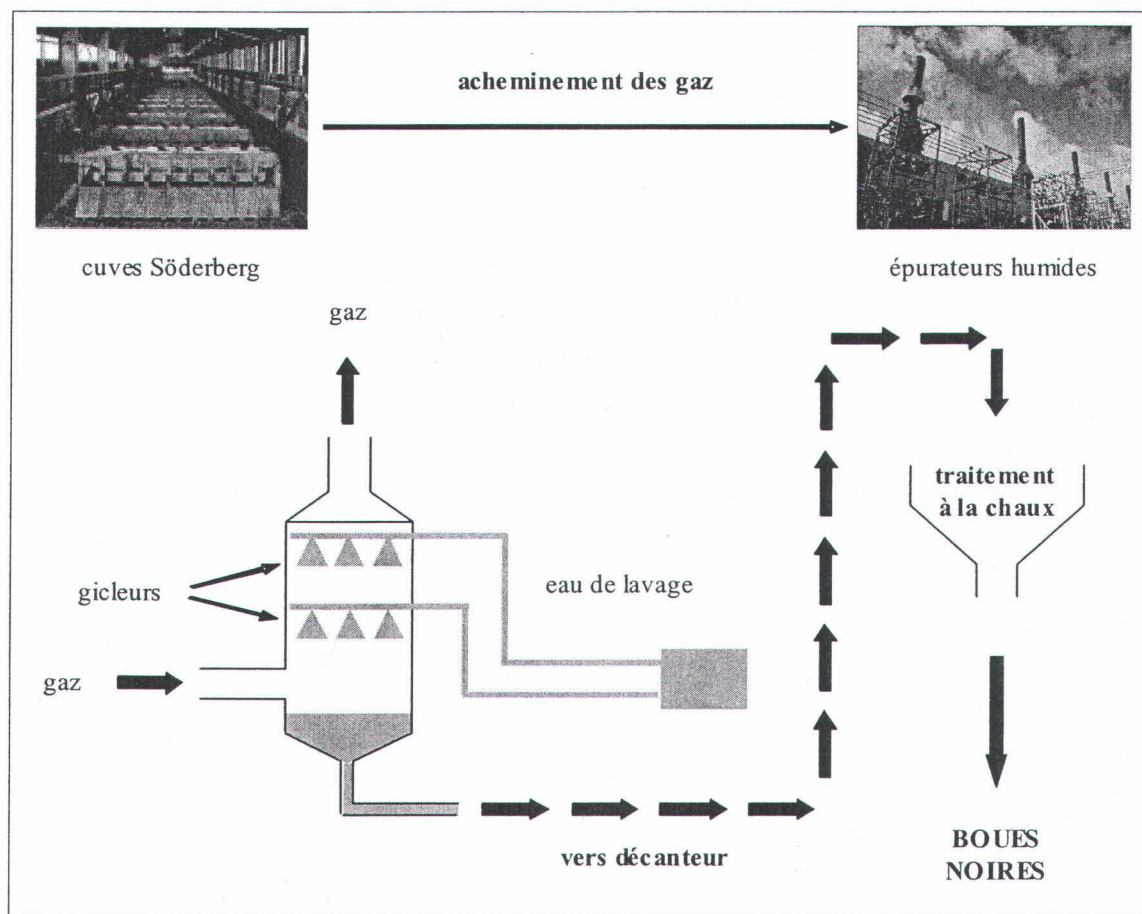 acheminement des gaz
cuves Söderberg
épurateurs humides
gaz
traitement
à la chaux
gicleurs
eau de lavage
gaz
vers décanteur
BOUES
NOIRES